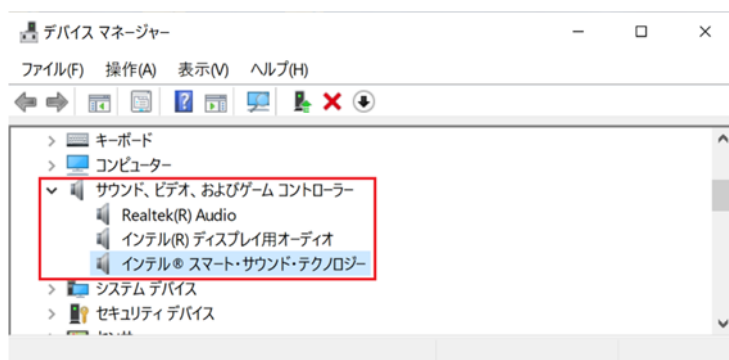 デバイス マネージャー
ファイル(F) 操作(A) 表示(V) ヘルプ(H)
キーボード
コンピューター
サウンド、ビデオ、およびゲーム コントローラー
Realtek(R) Audio
インテル(R) ディスプレイ用オーディオ
インテル® スマート・サウンド・テクノロジー
システム デバイス
セキュリティ デバイス